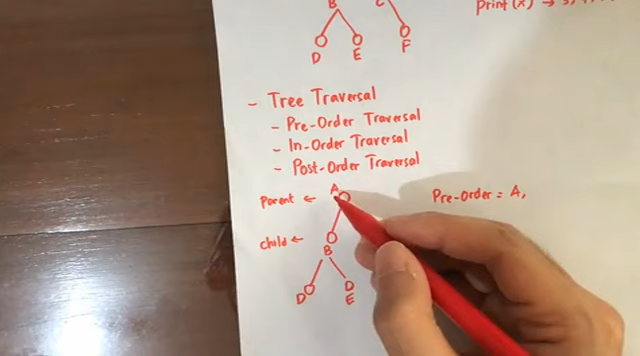 B C
D E F
print(x) →
- Tree Traversal
- Pre-Order Traversal
- In-Order Traversal
- Post-Order Traversal
Parent ← A
Pre-Order = A,
Child ←
B
D E